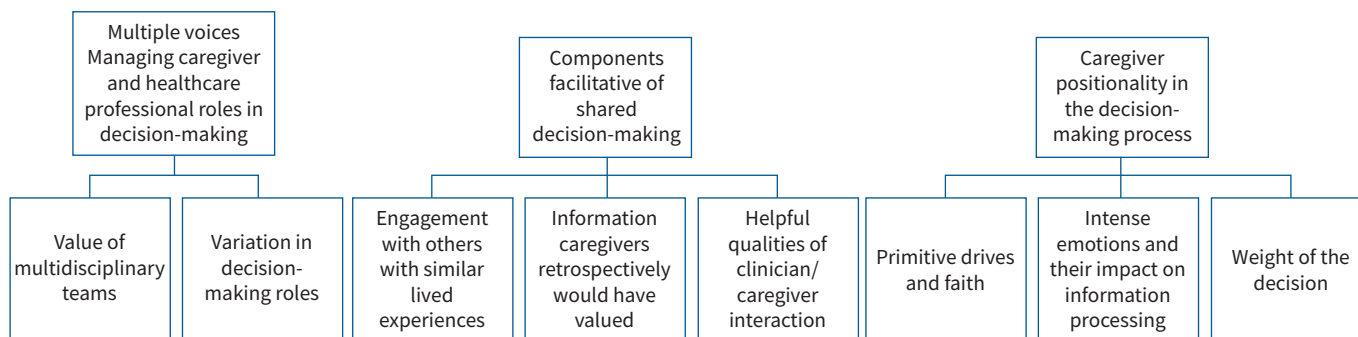 Multiple voices
Managing caregiver
and healthcare
professional roles in
decision-making
Components
facilitative of
shared
decision-making
Caregiver
positionality in
the decision-
making process
Value of
multidisciplinary
teams
Variation in
decision-
making roles
Engagement
with others
with similar
lived
experiences
Information
caregivers
retrospectively
would have
valued
Helpful
qualities of
clinician/
caregiver
interaction
Primitive drives
and faith
Intense
emotions and
their impact on
information
processing
Weight of the
decision